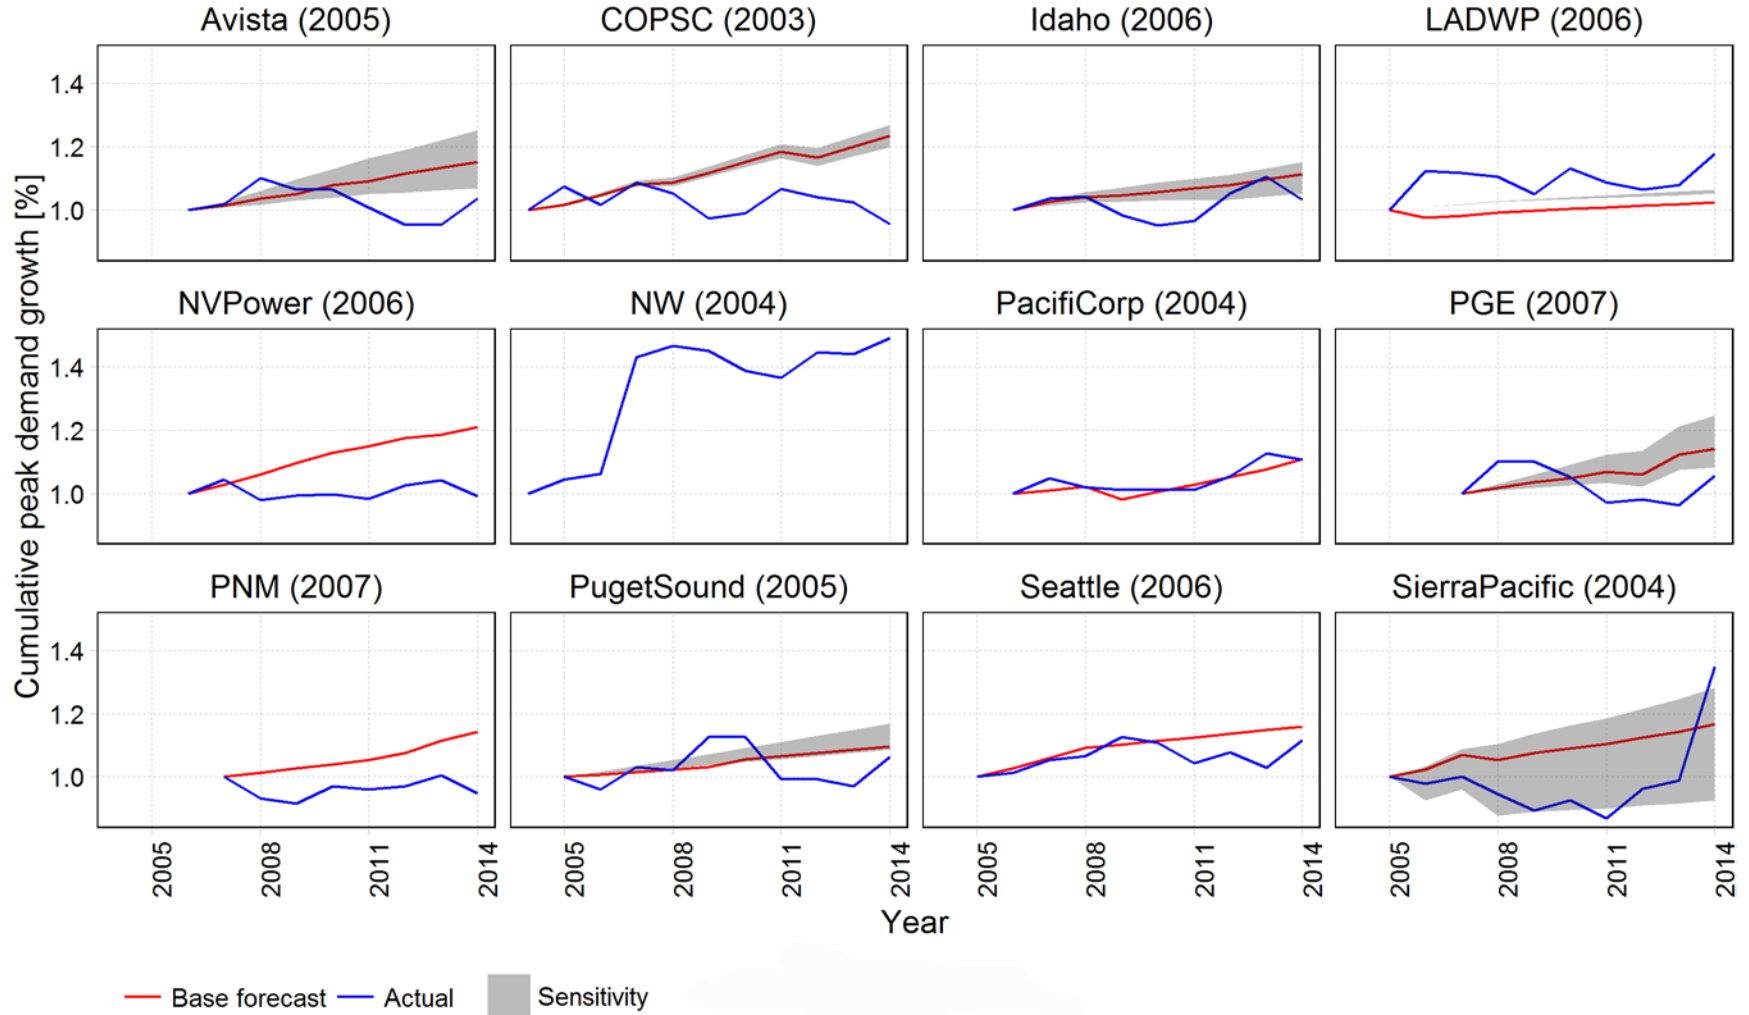 Avista (2005) COPSC (2003) Idaho (2006) LADWP (2006)
1.4
1.2
1.0
NVPower (2006) NW (2004) PacifiCorp (2004) PGE (2007)
1.4
1.2
1.0
PNM (2007) PugetSound (2005) Seattle (2006) SierraPacific (2004)
1.4
1.2
1.0
Cumulative peak demand growth [%]
2005 2008 2011 2014 2005 2008 2011 2014 2005 2008 2011 2014 2005 2008 2011 2014
Year
Base forecast Actual Sensitivity